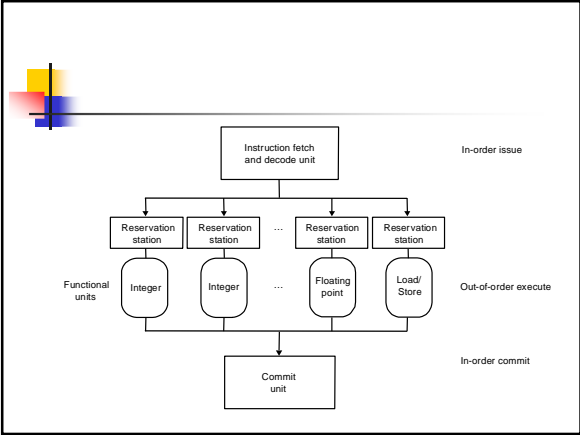 Instruction fetch
and decode unit
In-order issue
Reservation
station
Reservation
station
...
Reservation
station
Reservation
station
Functional
units
Integer
Integer
...
Floating
point
Load/
Store
Out-of-order execute
In-order commit
Commit
unit